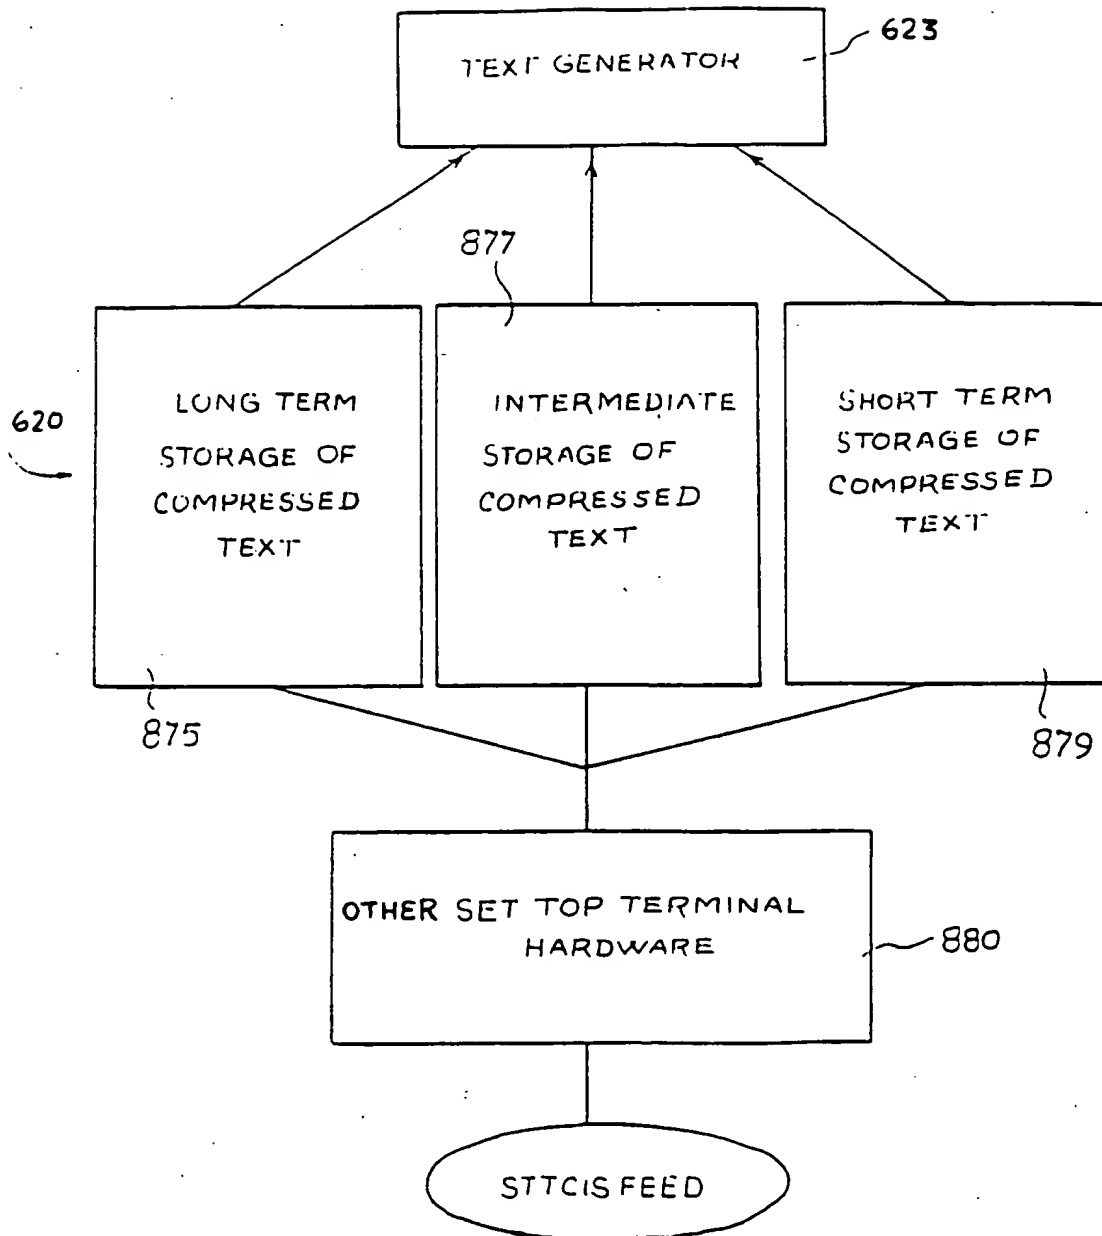 623
TEXT GENERATOR
877
620
LONG TERM
STORAGE OF
COMPRESSED
TEXT
INTERMEDIATE
STORAGE OF
COMPRESSED
TEXT
SHORT TERM
STORAGE OF
COMPRESSED
TEXT
875
879
OTHER SET TOP TERMINAL
HARDWARE
880
STTCIS FEED